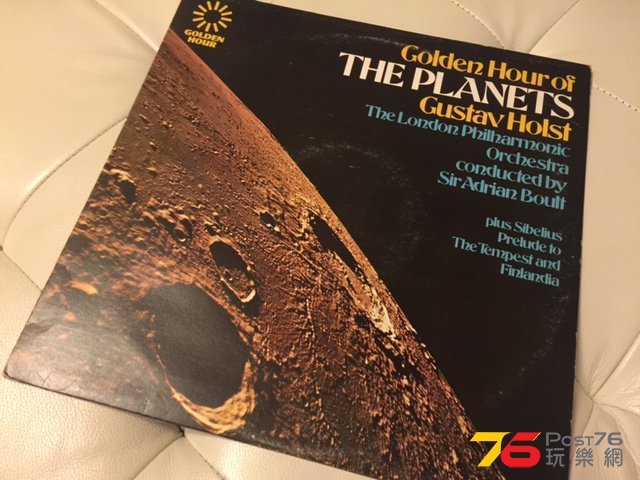 GOLDEN
HOUR
Golden Hour of
THE PLANETS
Gustav Holst
The London Philharmonic
Orchestra
conducted by
Sir Adrian Boult
plus Sibelius
Prelude to
The Tempest and
Finlandia
76 Post76
玩樂網